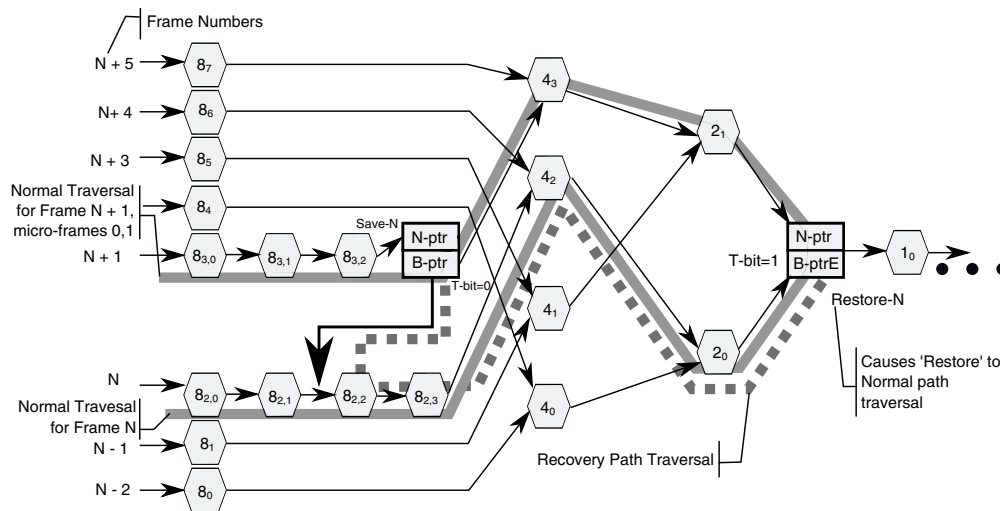 Frame Numbers
N + 5
8₇
4₃
N+ 4
8₆
2₁
N + 3
8₅
4₂
Normal Traversal
for Frame N + 1,
micro-frames 0,1
8₄
Save-N
N-ptr
B-ptr
T-bit=0
N + 1
8₃,₀
8₃,₁
8₃,₂
N-ptr
B-ptrE
T-bit=1
1₀
Restore-N
4₁
Causes 'Restore' to
Normal path
traversal
2₀
N
8₂,₀
8₂,₁
8₂,₂
8₂,₃
4₀
Normal Travesal
for Frame N
N - 1
8₁
Recovery Path Traversal
N - 2
8₀